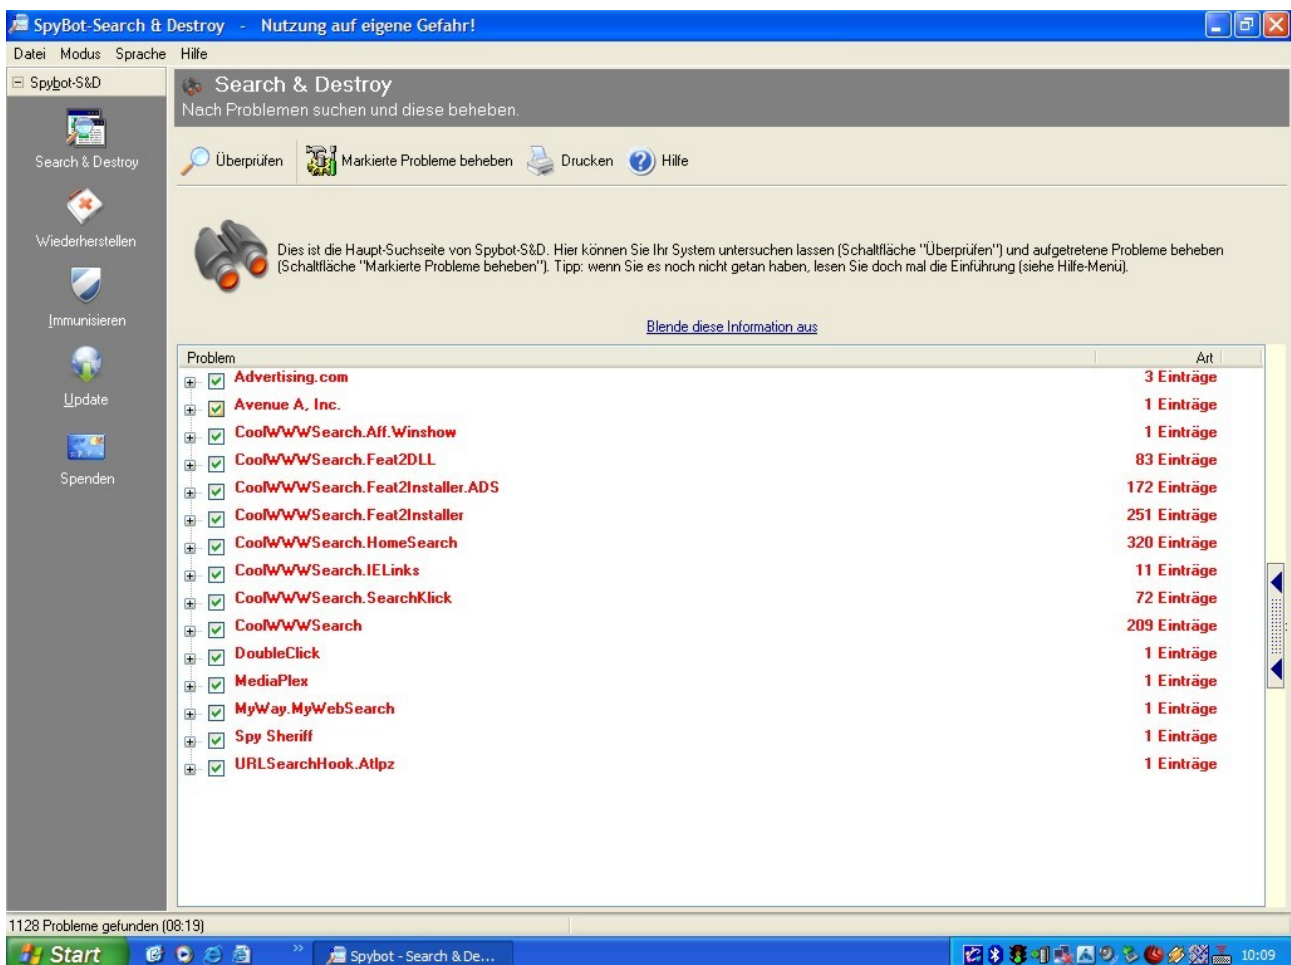 SpyBot-Search & Destroy - Nutzung auf eigene Gefahr!
Datei Modus Sprache Hilfe
Spybot-S&D
Search & Destroy
Wiederherstellen
Immunisieren
Update
Spenden
Search & Destroy
Nach Problemen suchen und diese beheben.
Überprüfen Markierte Probleme beheben Drucken Hilfe
Dies ist die Haupt-Suchseite von Spybot-S&D. Hier können Sie Ihr System untersuchen lassen (Schaltfläche "Überprüfen") und aufgetretene Probleme beheben
(Schaltfläche "Markierte Probleme beheben"). Tipp: wenn Sie es noch nicht getan haben, lesen Sie doch mal die Einführung (siehe Hilfe-Menü).
Blende diese Information aus
Problem Art
Advertising.com 3 Einträge
Avenue A, Inc. 1 Einträge
CoolWWWSearch.Aff.Winshow 1 Einträge
CoolWWWSearch.Feat2DLL 83 Einträge
CoolWWWSearch.Feat2Installer.ADS 172 Einträge
CoolWWWSearch.Feat2Installer 251 Einträge
CoolWWWSearch.HomeSearch 320 Einträge
CoolWWWSearch.IELinks 11 Einträge
CoolWWWSearch.SearchKlick 72 Einträge
CoolWWWSearch 209 Einträge
DoubleClick 1 Einträge
MediaPlex 1 Einträge
MyWay.MyWebSearch 1 Einträge
Spy Sheriff 1 Einträge
URLSearchHook.Atlpz 1 Einträge
1128 Probleme gefunden (08:19)
Start » Spybot - Search & De... 10:09